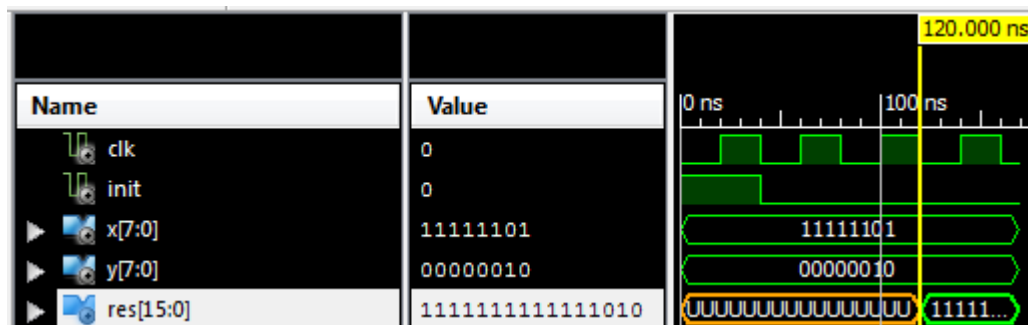 120.000 ns
Name Value 0 ns 100 ns
clk 0
init 0
x[7:0] 11111101 11111101
y[7:0] 00000010 00000010
res[15:0] 1111111111111010 UUUUUUUUUUUUUUUU 11111...